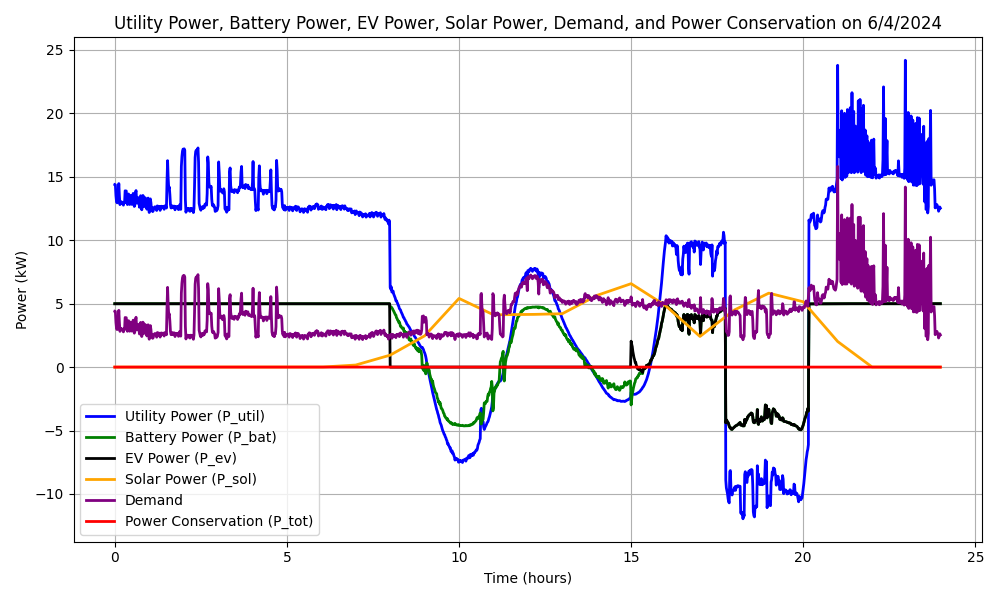 Utility Power, Battery Power, EV Power, Solar Power, Demand, and Power Conservation on 6/4/2024
25
20
15
10
5
0
−5
−10
Power (kW)
Utility Power (P_util)
Battery Power (P_bat)
EV Power (P_ev)
Solar Power (P_sol)
Demand
Power Conservation (P_tot)
0 5 10 15 20 25
Time (hours)